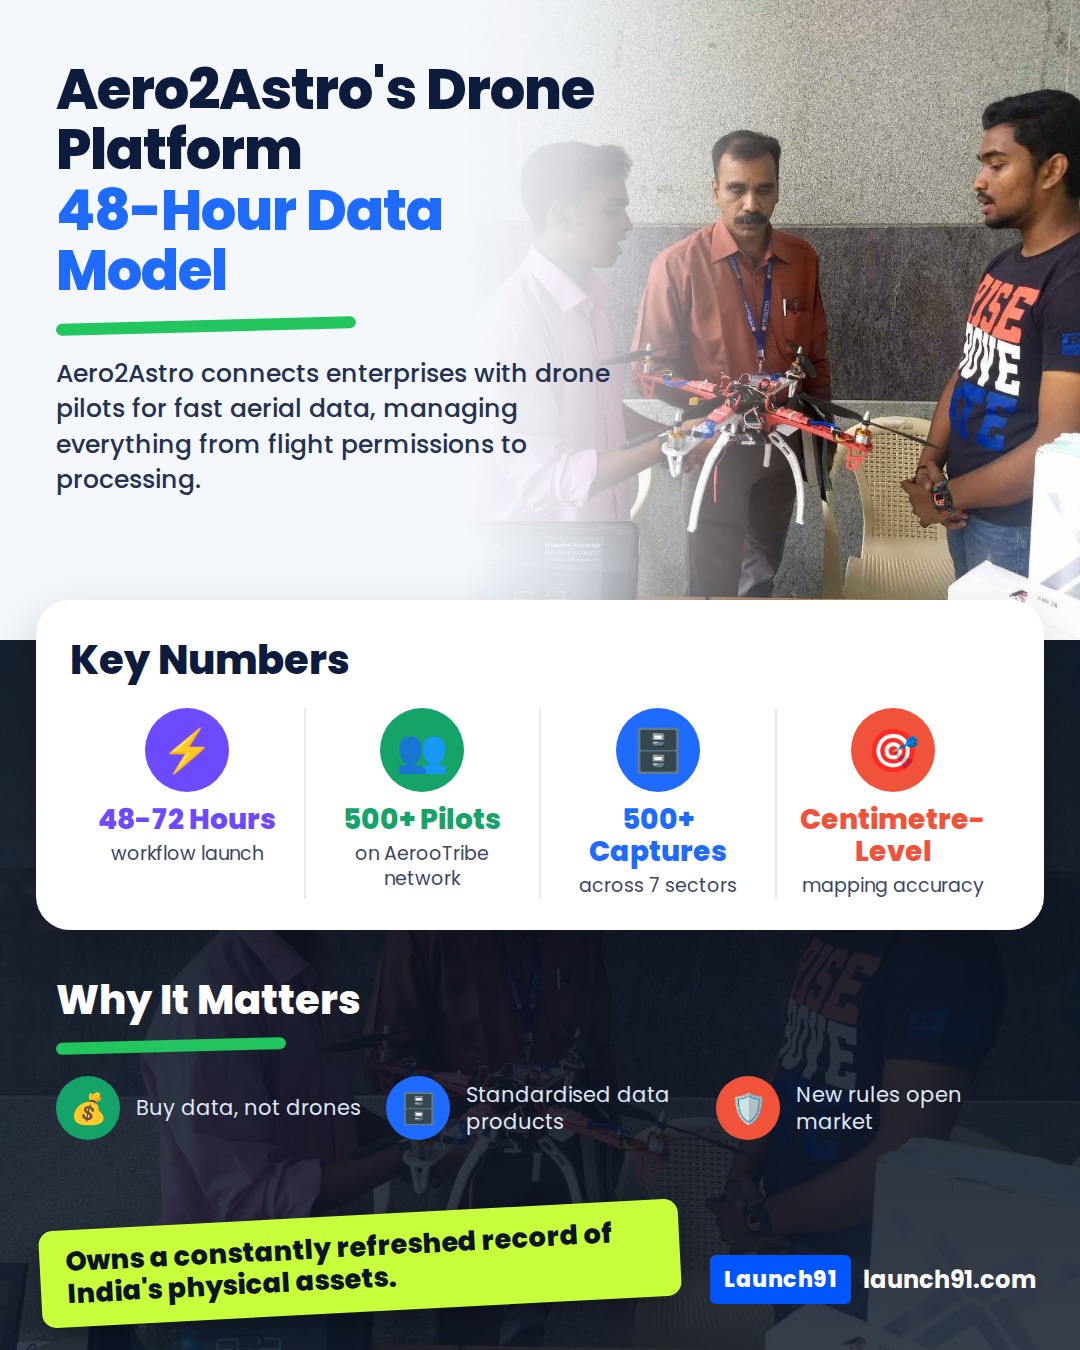 Aero2Astro's Drone
Platform
48-Hour Data
Model
Aero2Astro connects enterprises with drone
pilots for fast aerial data, managing
everything from flight permissions to
processing.
RISE
Key Numbers
48-72 Hours
workflow launch
500+ Pilots
on AerooTribe
network
500+
Captures
across 7 sectors
Centimetre-
Level
mapping accuracy
Why It Matters
Buy data, not drones
Standardised data
products
New rules open
market
Owns a constantly refreshed record of
India's physical assets.
Launch91 launch91.com